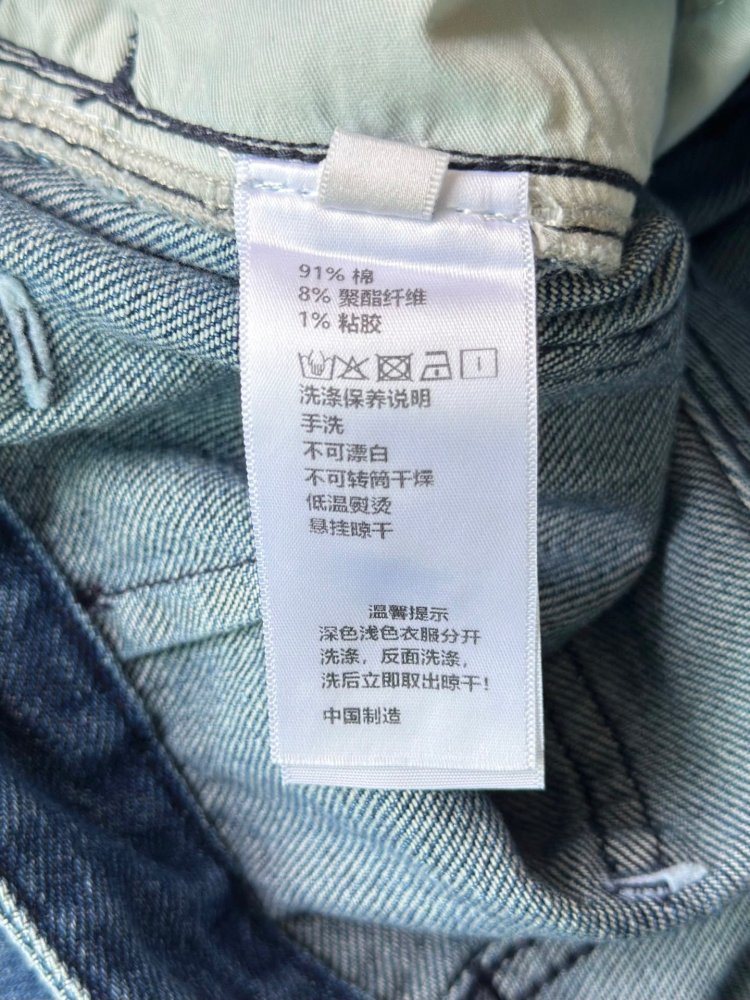 91% 棉
8% 聚酯纤维
1% 粘胶
洗涤保养说明
手洗
不可漂白
不可转筒干燥
低温熨烫
悬挂晾干
温馨提示
深色浅色衣服分开
洗涤，反面洗涤，
洗后立即取出晾干！
中国制造